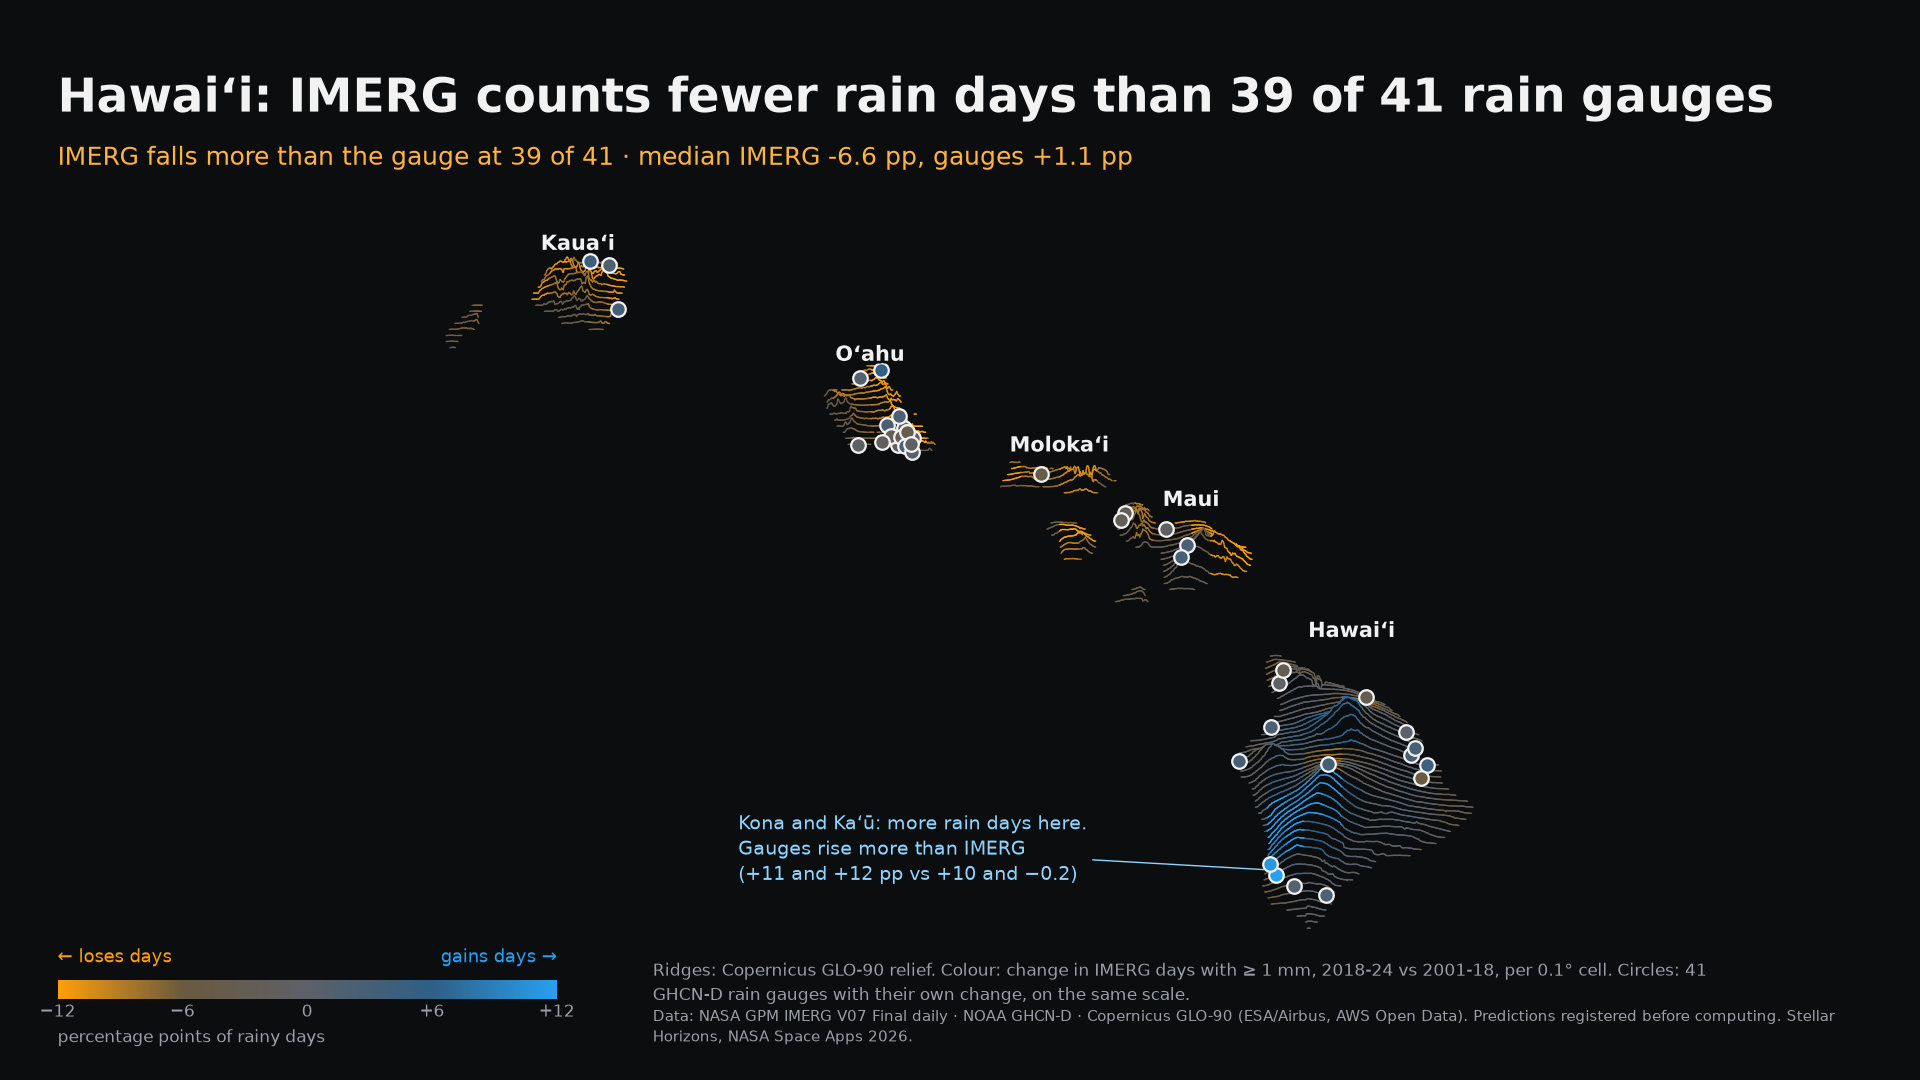 Hawaiʻi: IMERG counts fewer rain days than 39 of 41 rain gauges
IMERG falls more than the gauge at 39 of 41 · median IMERG -6.6 pp, gauges +1.1 pp
Kauaʻi
Oʻahu
Molokaʻi
Maui
Hawaiʻi
Kona and Kaʻū: more rain days here.
Gauges rise more than IMERG
(+11 and +12 pp vs +10 and −0.2)
← loses days
gains days →
−12
−6
0
+6
+12
percentage points of rainy days
Ridges: Copernicus GLO-90 relief. Colour: change in IMERG days with ≥ 1 mm, 2018-24 vs 2001-18, per 0.1° cell. Circles: 41
GHCN-D rain gauges with their own change, on the same scale.
Data: NASA GPM IMERG V07 Final daily · NOAA GHCN-D · Copernicus GLO-90 (ESA/Airbus, AWS Open Data). Predictions registered before computing. Stellar
Horizons, NASA Space Apps 2026.